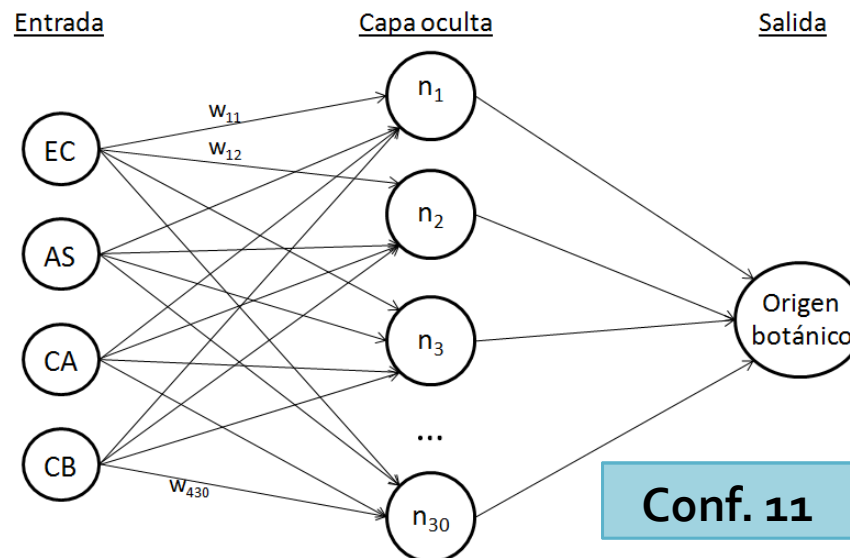 Entrada
Capa oculta
Salida
n1
w11
EC
w12
n2
AS
Origen
botánico
n3
CA
...
CB
w430
n30
Conf. 11